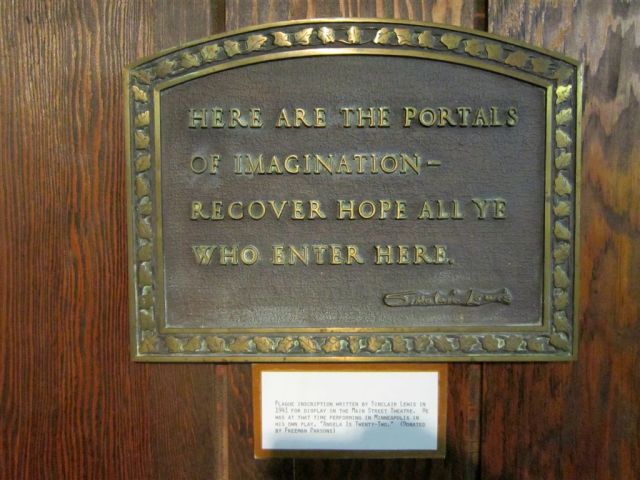 HERE ARE THE PORTALS
OF IMAGINATION—
RECOVER HOPE ALL YE
WHO ENTER HERE.
Sinclair Lewis
PLAQUE INSCRIPTION WRITTEN BY SINCLAIR LEWIS IN
1941 FOR DISPLAY IN THE MAIN STREET THEATRE. HE
WAS AT THAT TIME PERFORMING IN MINNEAPOLIS IN
HIS OWN PLAY, "ANGELA IS TWENTY-TWO." (DONATED
BY FREEMAN PARSONS)